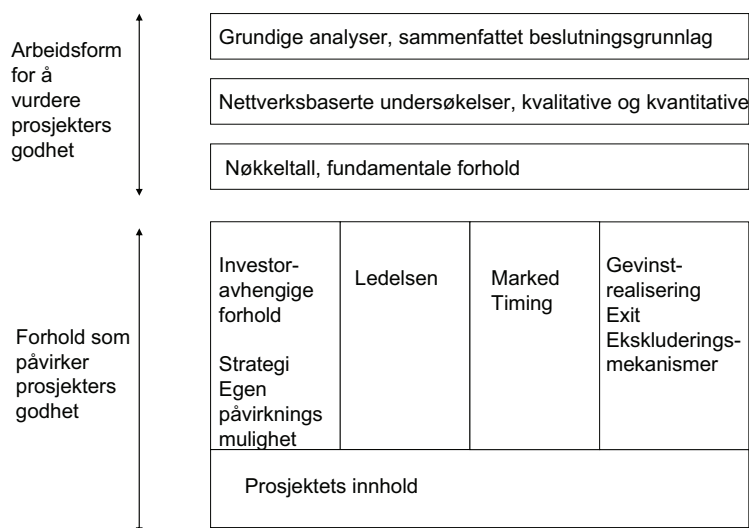 Arbeidsform
for å
vurdere
prosjekters
godhet
Grundige analyser, sammenfattet beslutningsgrunnlag
Nettverksbaserte undersøkelser, kvalitative og kvantitative
Nøkkeltall, fundamentale forhold
Forhold som
påvirker
prosjekters
godhet
Investor-
avhengige
forhold
Strategi
Egen
påvirknings
mulighet
Ledelsen
Marked
Timing
Gevinst-
realisering
Exit
Ekskluderings-
mekanismer
Prosjektets innhold